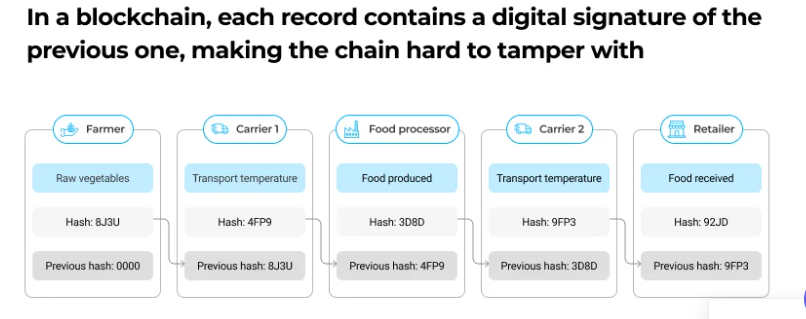 In a blockchain, each record contains a digital signature of the
previous one, making the chain hard to tamper with
Farmer
Raw vegetables
Hash: 8J3U
Previous hash: 0000
Carrier 1
Transport temperature
Hash: 4FP9
Previous hash: 8J3U
Food processor
Food produced
Hash: 3D8D
Previous hash: 4FP9
Carrier 2
Transport temperature
Hash: 9FP3
Previous hash: 3D8D
Retailer
Food received
Hash: 92JD
Previous hash: 9FP3